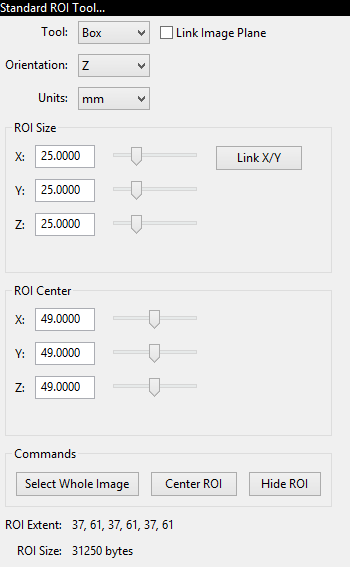 Standard ROI Tool...
Tool: Box Link Image Plane
Orientation: Z
Units: mm
ROI Size
X: 25.0000 Link X/Y
Y: 25.0000
Z: 25.0000
ROI Center
X: 49.0000
Y: 49.0000
Z: 49.0000
Commands
Select Whole Image Center ROI Hide ROI
ROI Extent: 37, 61, 37, 61, 37, 61
ROI Size: 31250 bytes